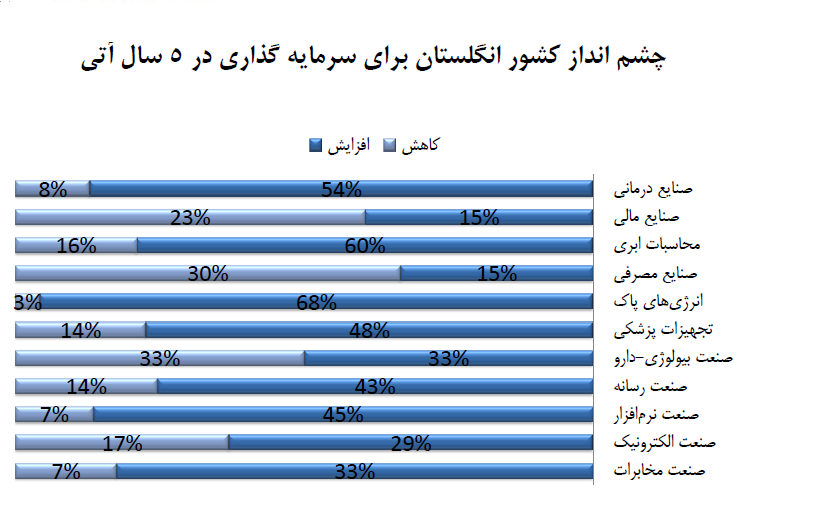 چشم انداز کشور انگلستان برای سرمایه گذاری در ۵ سال آتی
افزایش کاهش
صنایع درمانی 54% 8%
صنایع مالی 15% 23%
محاسبات ابری 60% 16%
صنایع مصرفی 15% 30%
انرژی‌های پاک 68% 3%
تجهیزات پزشکی 48% 14%
صنعت بیولوژی-دارو 33% 33%
صنعت رسانه 43% 14%
صنعت نرم‌افزار 45% 7%
صنعت الکترونیک 29% 17%
صنعت مخابرات 33% 7%